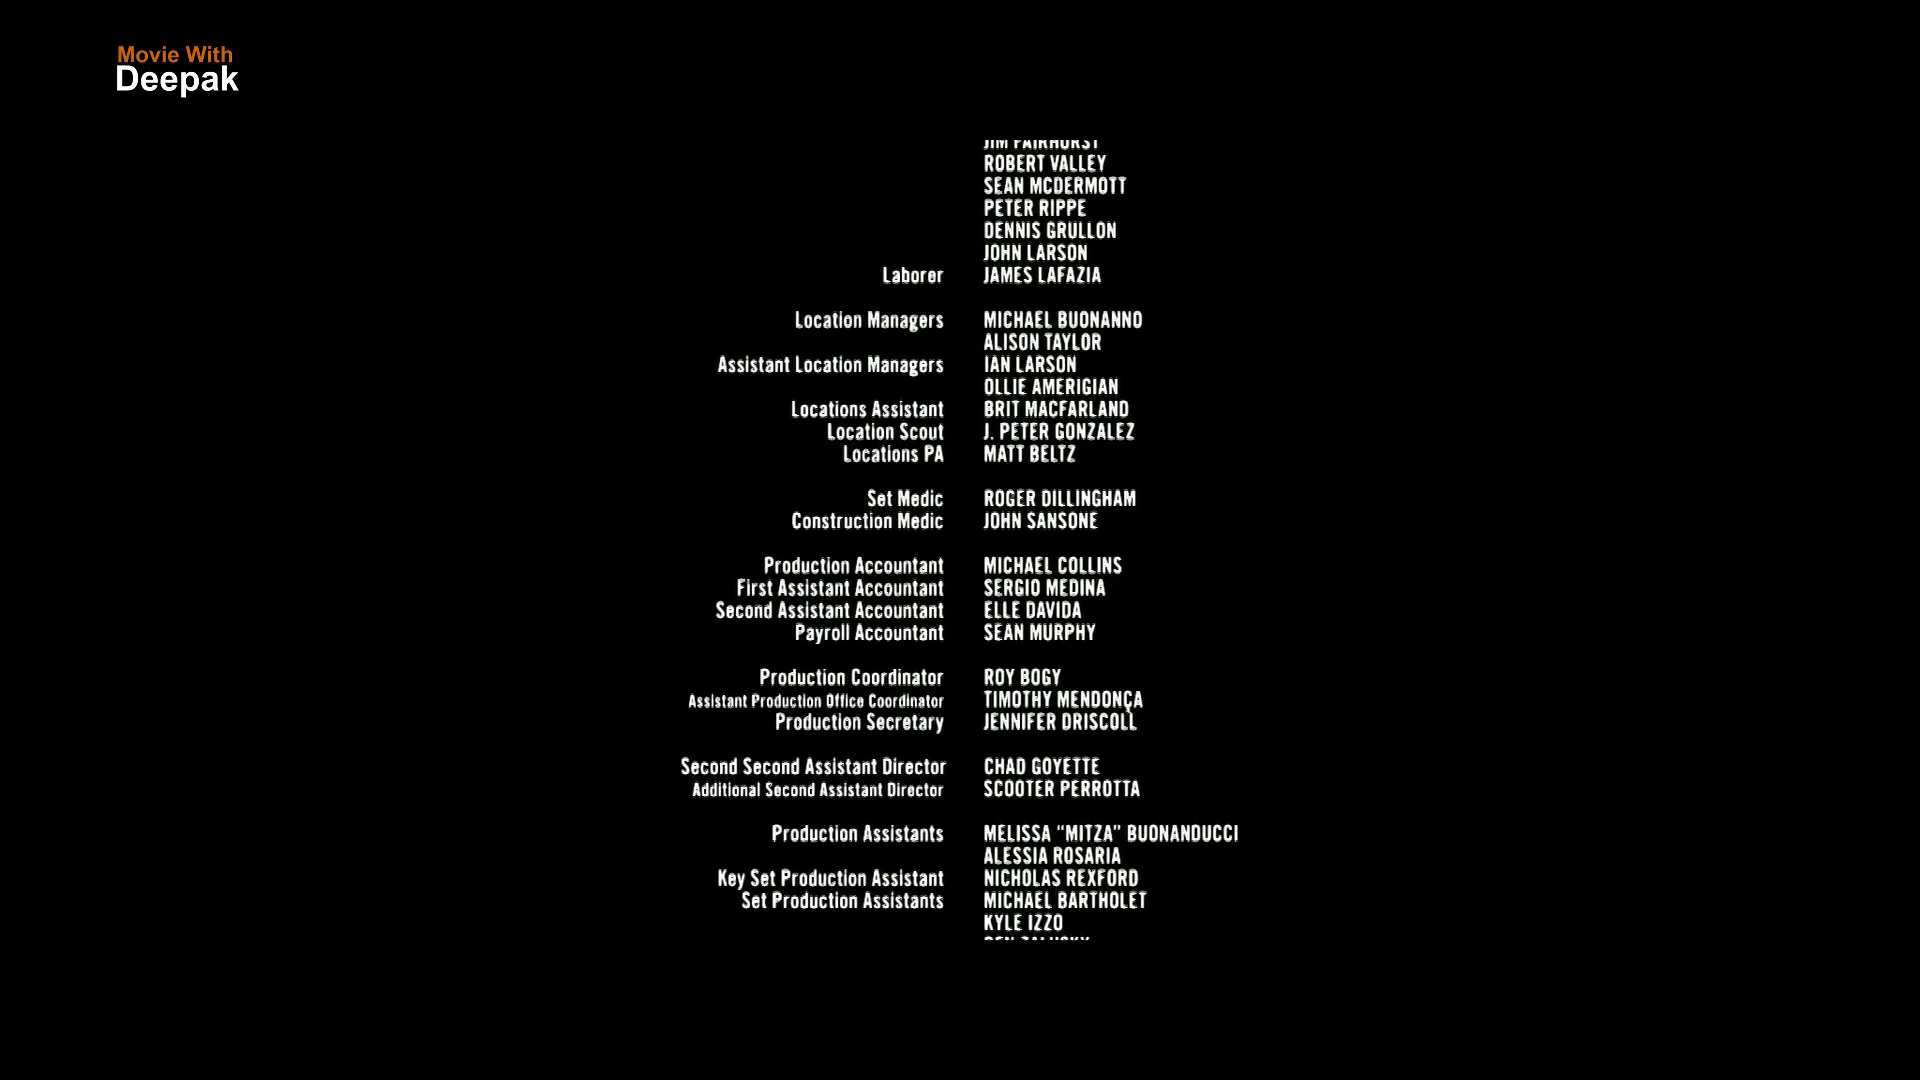 Movie With
Deepak
JIM FAIRHURST
ROBERT VALLEY
SEAN MCDERMOTT
PETER RIPPE
DENNIS GRULLON
JOHN LARSON
Laborer JAMES LAFAZIA
Location Managers MICHAEL BUONANNO
ALISON TAYLOR
Assistant Location Managers IAN LARSON
OLLIE AMERIGIAN
Locations Assistant BRIT MACFARLAND
Location Scout J. PETER GONZALEZ
Locations PA MATT BELTZ
Set Medic ROGER DILLINGHAM
Construction Medic JOHN SANSONE
Production Accountant MICHAEL COLLINS
First Assistant Accountant SERGIO MEDINA
Second Assistant Accountant ELLE DAVIDA
Payroll Accountant SEAN MURPHY
Production Coordinator ROY BOGY
Assistant Production Office Coordinator TIMOTHY MENDONÇA
Production Secretary JENNIFER DRISCOLL
Second Second Assistant Director CHAD GOYETTE
Additional Second Assistant Director SCOOTER PERROTTA
Production Assistants MELISSA “MITZA” BUONANDUCCI
ALESSIA ROSARIA
Key Set Production Assistant NICHOLAS REXFORD
Set Production Assistants MICHAEL BARTHOLET
KYLE IZZO